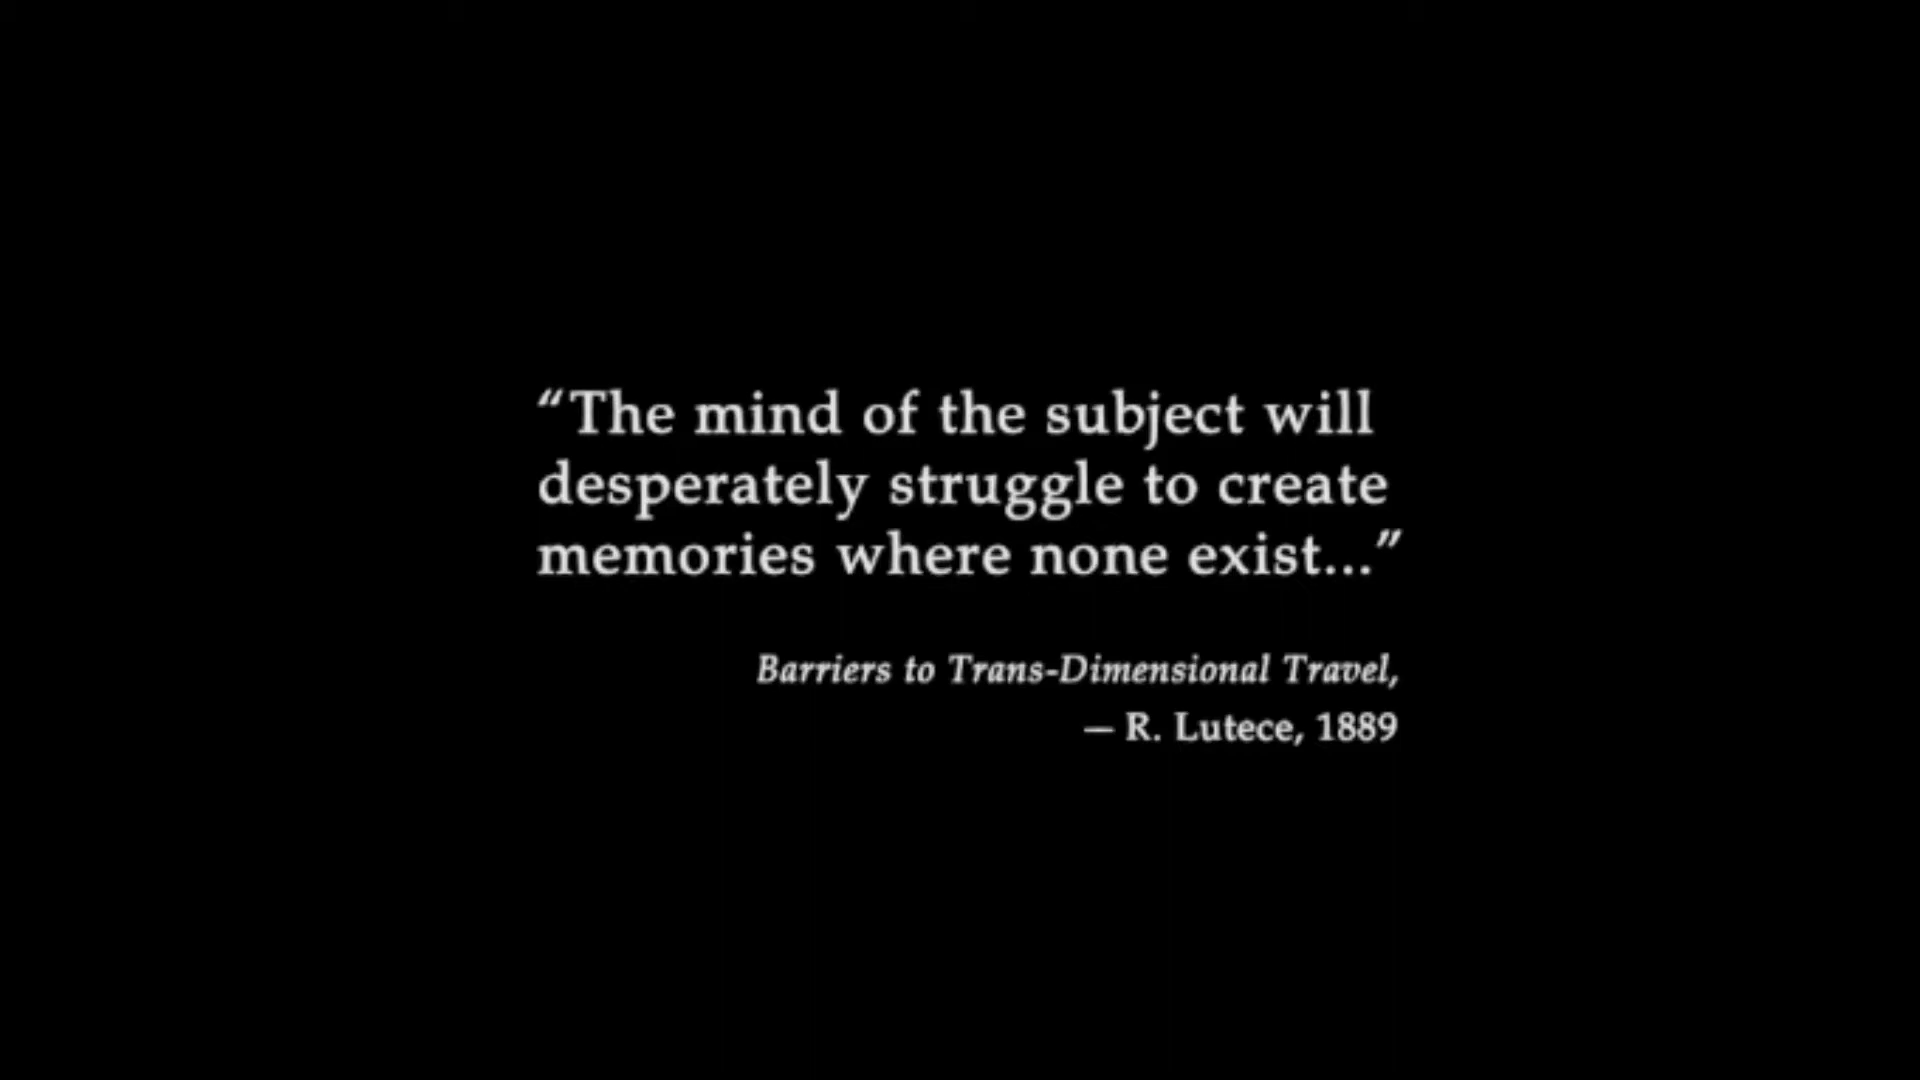 “The mind of the subject will
desperately struggle to create
memories where none exist...”
Barriers to Trans-Dimensional Travel,
— R. Lutece, 1889